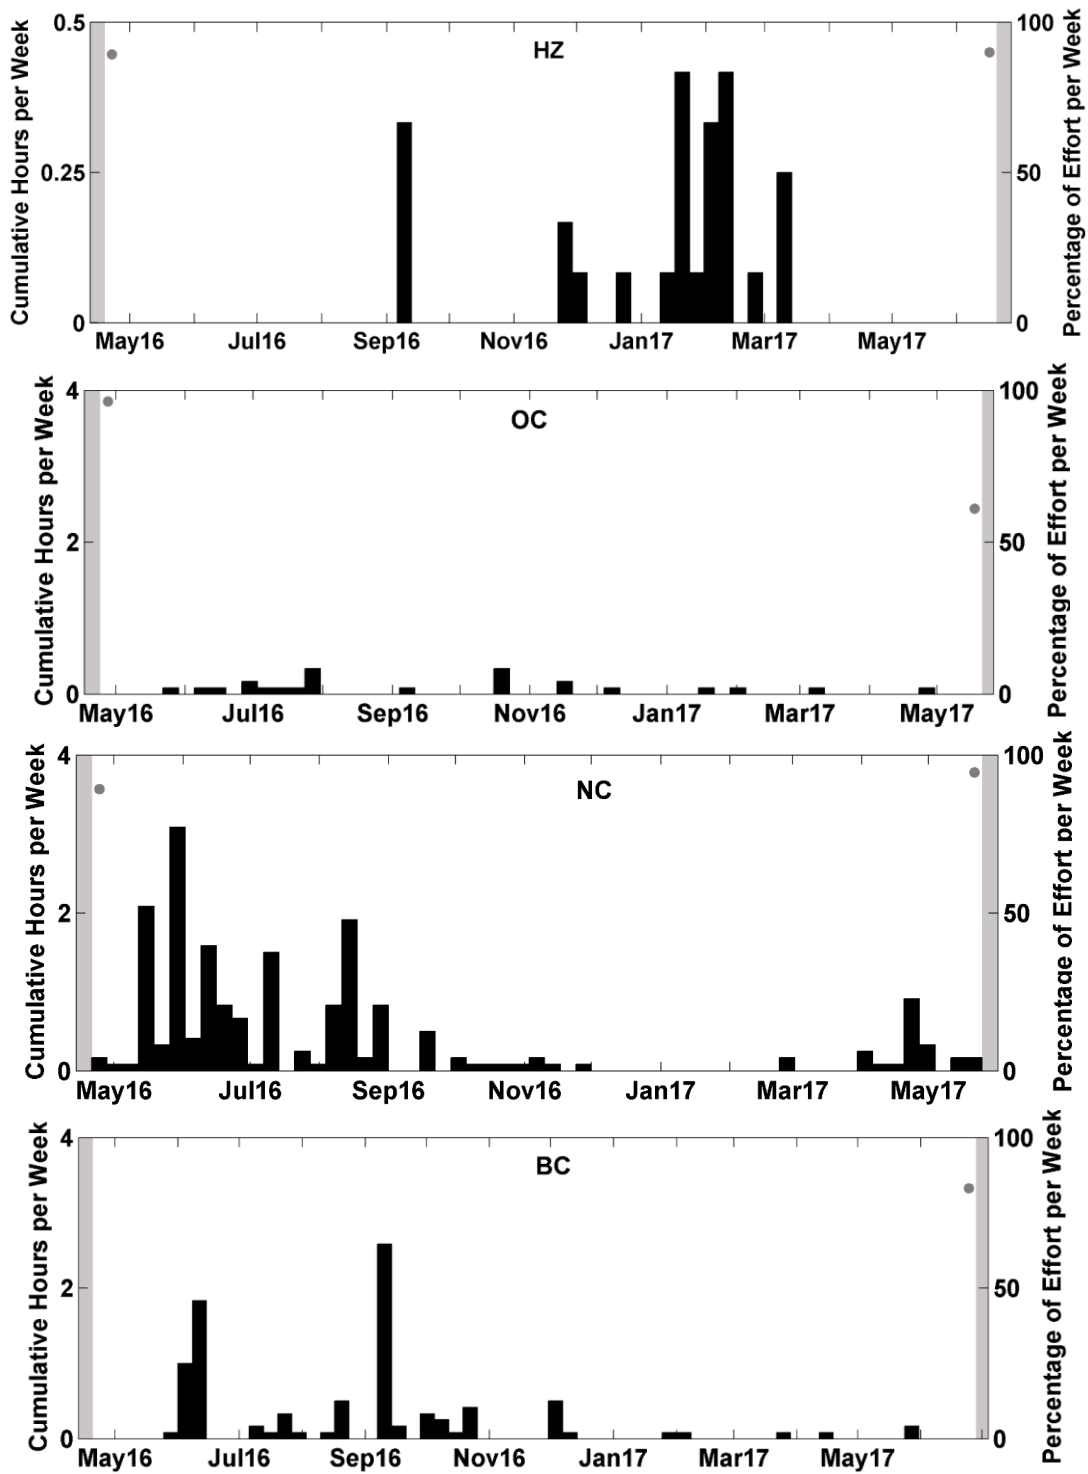 HZ
Cumulative Hours per Week
0.5
0.25
0
100
50
0
Percentage of Effort per Week
May16 Jul16 Sep16 Nov16 Jan17 Mar17 May17
OC
Cumulative Hours per Week
4
2
0
100
50
0
Percentage of Effort per Week
May16 Jul16 Sep16 Nov16 Jan17 Mar17 May17
NC
Cumulative Hours per Week
4
2
0
100
50
0
Percentage of Effort per Week
May16 Jul16 Sep16 Nov16 Jan17 Mar17 May17
BC
Cumulative Hours per Week
4
2
0
100
50
0
Percentage of Effort per Week
May16 Jul16 Sep16 Nov16 Jan17 Mar17 May17